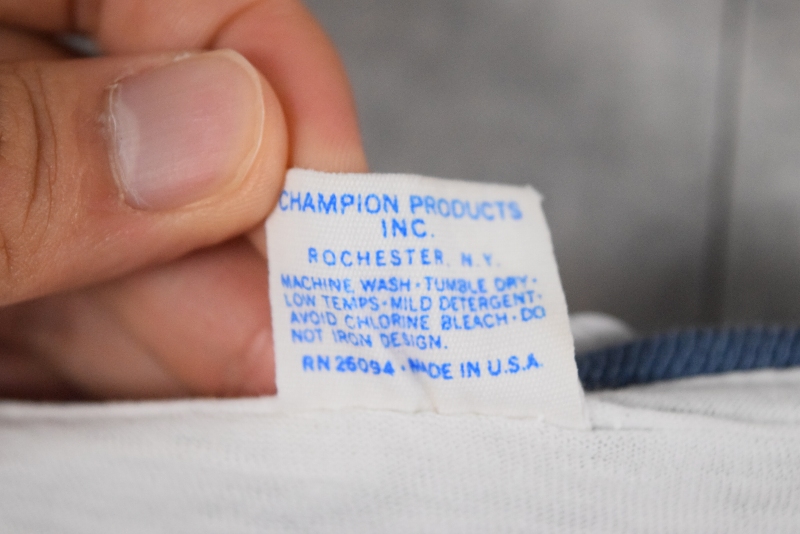 CHAMPION PRODUCTS
INC.
ROCHESTER, N.Y.
MACHINE WASH · TUMBLE DRY ·
LOW TEMPS · MILD DETERGENT ·
AVOID CHLORINE BLEACH · DO
NOT IRON DESIGN.
RN 26094 · MADE IN U.S.A.